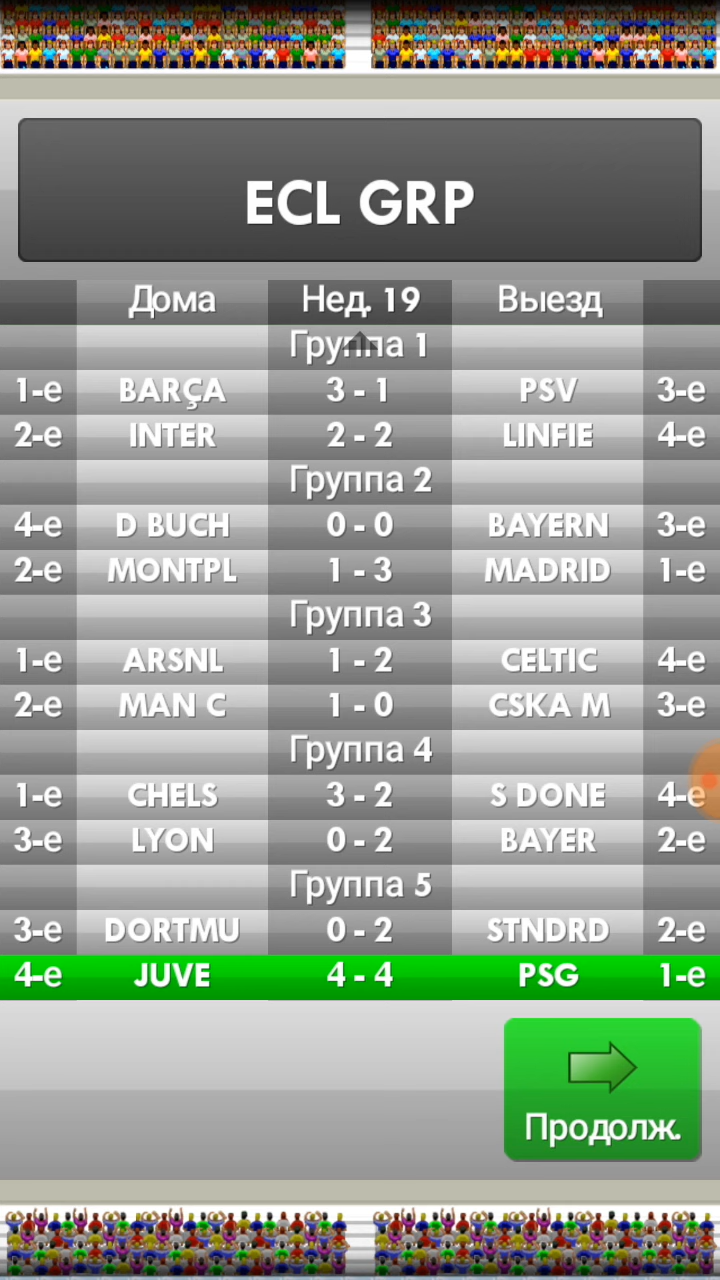 ECL GRP
Дома Нед. 19 Выезд
Группа 1
1-е BARÇA 3 - 1 PSV 3-е
2-е INTER 2 - 2 LINFIE 4-е
Группа 2
4-е D BUCH 0 - 0 BAYERN 3-е
2-е MONTPL 1 - 3 MADRID 1-е
Группа 3
1-е ARSNL 1 - 2 CELTIC 4-е
2-е MAN C 1 - 0 CSKA M 3-е
Группа 4
1-е CHELS 3 - 2 S DONE 4-е
3-е LYON 0 - 2 BAYER 2-е
Группа 5
3-е DORTMU 0 - 2 STNDRD 2-е
4-е JUVE 4 - 4 PSG 1-е
Продолж.